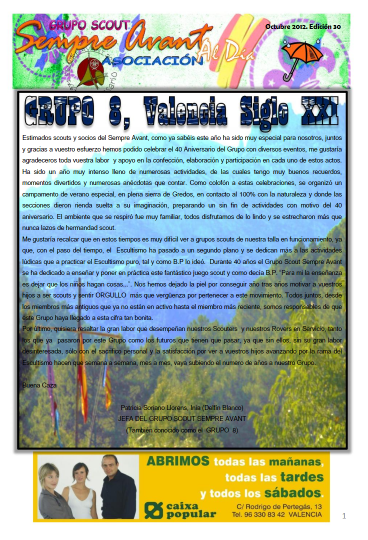 GRUPO SCOUT
Octubre 2012. Edición 30
Sempre Avant Al Dia
ASOCIACIÓN
GRUPO 8, Valencia Siglo XXI
Estimados scouts y socios del Sempre Avant, como ya sabéis este año ha sido muy especial para nosotros, juntos
y gracias a vuestro esfuerzo hemos podido celebrar el 40 Aniversario del Grupo con diversos eventos, me gustaría
agradeceros toda vuestra labor y apoyo en la confección, elaboración y participación en cada uno de estos actos.
Ha sido un año muy intenso lleno de numerosas actividades, de las cuales tengo muy buenos recuerdos,
momentos divertidos y numerosas anécdotas que contar. Como colofón a estas celebraciones, se organizó un
campamento de verano especial, en plena sierra de Gredos, en contacto al 100% con la naturaleza y donde las
secciones dieron rienda suelta a su imaginación, preparando un sin fin de actividades con motivo del 40
aniversario. El ambiente que se respiró fue muy familiar, todos disfrutamos de lo lindo y se estrecharon más que
nunca los lazos de hermandad scout.
Me gustaría recalcar que en estos tiempos es muy difícil ver a grupos scouts de nuestra talla en funcionamiento, ya
que, con el paso del tiempo, el Escultismo ha pasado a un segundo plano y se dedican más a las actividades
lúdicas que a practicar el Escultismo puro, tal y como B.P lo ideó. Durante 40 años el Grupo Scout Sempre Avant
se ha dedicado a enseñar y poner en práctica este fantástico juego scout y como decía B.P. "Para mi la enseñanza
es dejar que los niños hagan cosas...". Nos hemos dejado la piel por conseguir año tras años motivar a vuestros
hijos a ser scouts y sentir ORGULLO más que vergüenza por pertenecer a este movimiento. Todos juntos, desde
los miembros más antiguos que ya no están en activo hasta el miembro más reciente, somos responsables de que
este Grupo haya llegado a esta cifra tan bonita.
Por último, quisiera resaltar la gran labor que desempeñan nuestros Scouters y nuestros Rovers en Servicio, tanto
los que ya pasaron por este Grupo como los futuros que tienen que pasar, ya que sin ellos, sin su gran labor
desinteresada, solo con el sacrificio personal y la satisfacción por ver a vuestros hijos avanzando por la rama del
Escultismo hacen que semana a semana, mes a mes, vaya subiendo el número de años a nuestro Grupo.
Buena Caza
Patricia Soriano Llorens, Inia (Delfín Blanco)
JEFA DEL GRUPO SCOUT SEMPRE AVANT
(También conocido como el GRUPO 8)
ABRIMOS todas las mañanas,
todas las tardes
y todos los sábados.
caixa popular
C/ Rodrigo de Pertegás, 13
Tel. 96 330 83 42 VALENCIA
1